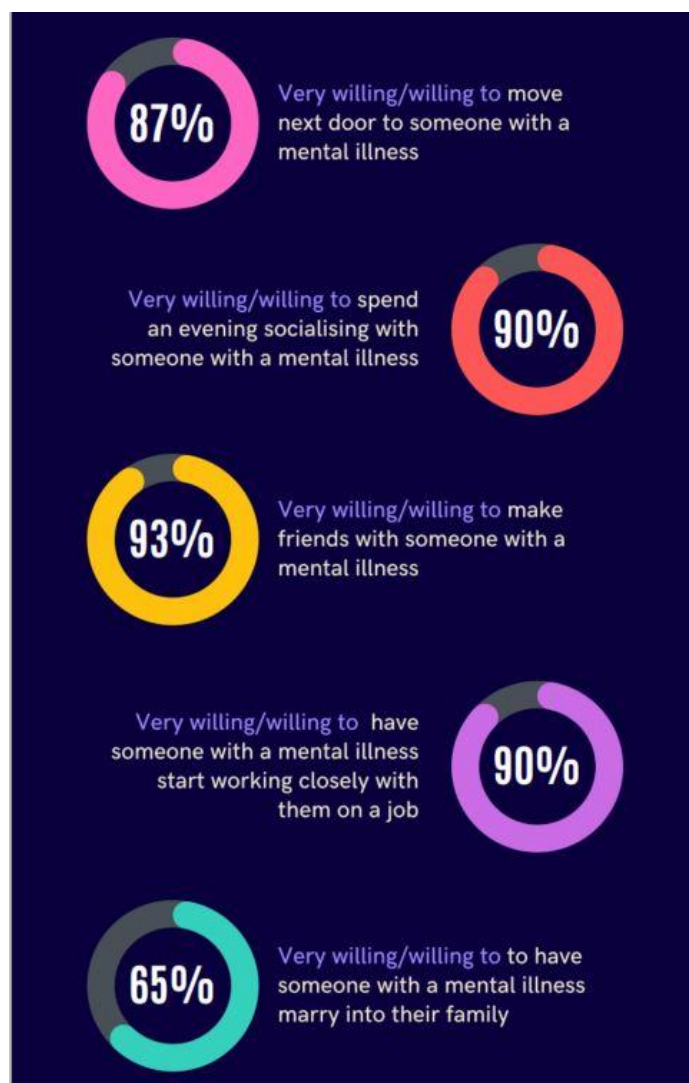 87%
Very willing/willing to move
next door to someone with a
mental illness
Very willing/willing to spend
an evening socialising with
someone with a mental illness
90%
93%
Very willing/willing to make
friends with someone with a
mental illness
Very willing/willing to have
someone with a mental illness
start working closely with
them on a job
90%
65%
Very willing/willing to to have
someone with a mental illness
marry into their family